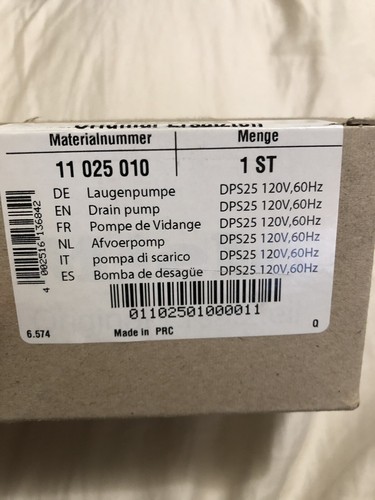 Original Ersatzteil
Materialnummer Menge
11 025 010 1 ST
DE Laugenpumpe DPS25 120V,60Hz
EN Drain pump DPS25 120V,60Hz
FR Pompe de Vidange DPS25 120V,60Hz
NL Afvoerpomp DPS25 120V,60Hz
IT pompa di scarico DPS25 120V,60Hz
ES Bomba de desagüe DPS25 120V,60Hz
4 002516 136842
01102501000011
6.574 Made in PRC Q